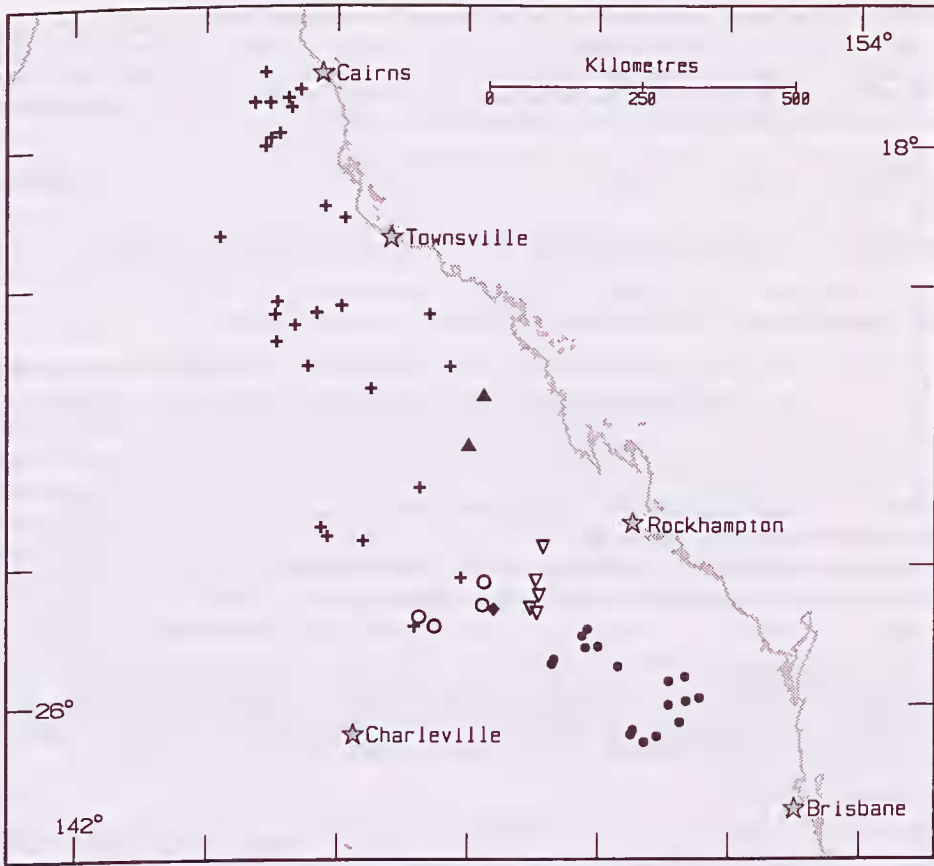 154°
Kilometres
0 250 500
Cairns
18°
Townsville
Rockhampton
26°
Charleville
142°
Brisbane